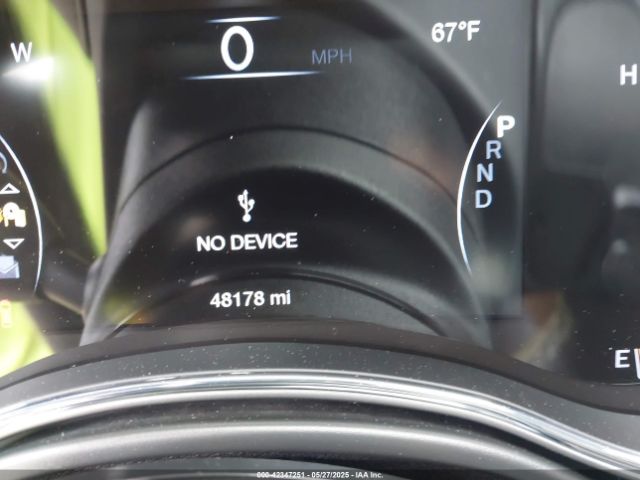 67°F
W
0 MPH
H
P
R
N
D
NO DEVICE
48178 mi
E
000-42347251 - 05/27/2025 - IAA Inc.